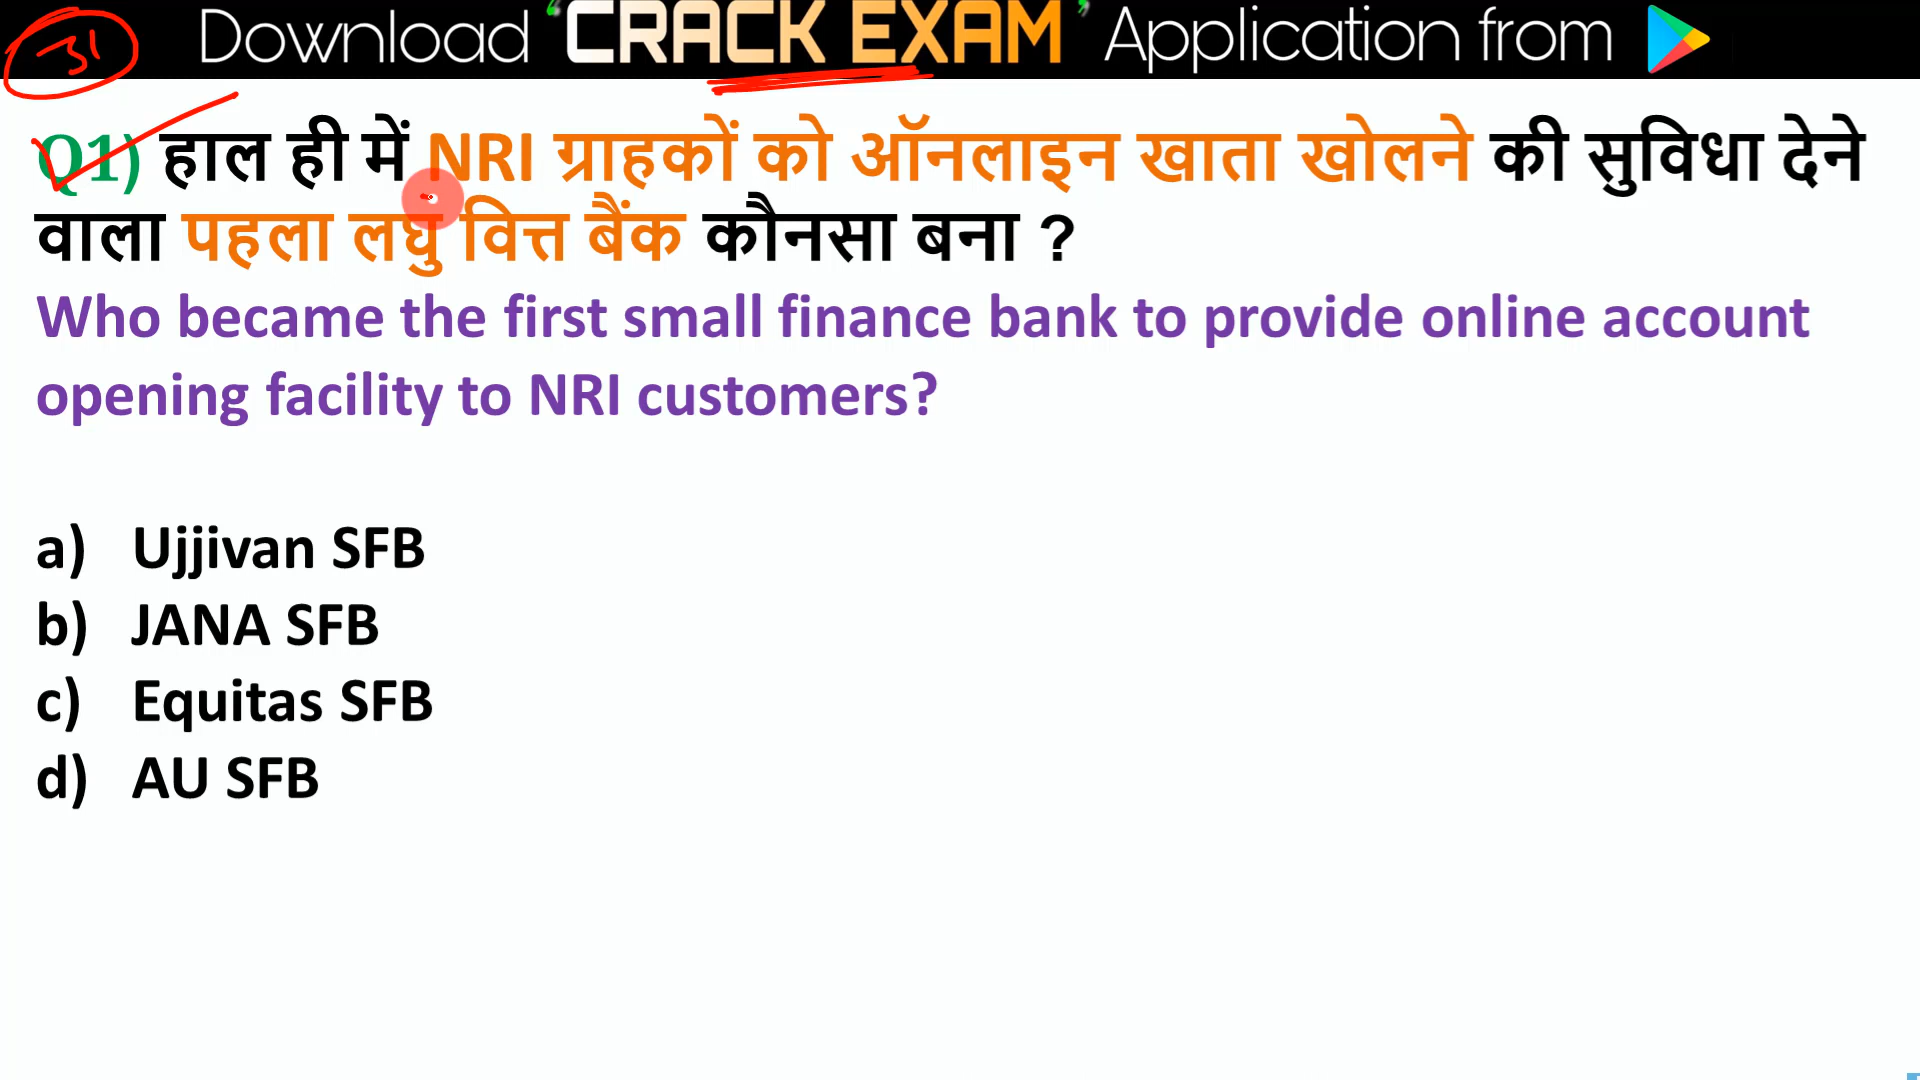 31
Download 'CRACK EXAM' Application from
Q1) हाल ही में NRI ग्राहकों को ऑनलाइन खाता खोलने की सुविधा देने
वाला पहला लघु वित्त बैंक कौनसा बना ?
Who became the first small finance bank to provide online account
opening facility to NRI customers?
a) Ujjivan SFB
b) JANA SFB
c) Equitas SFB
d) AU SFB